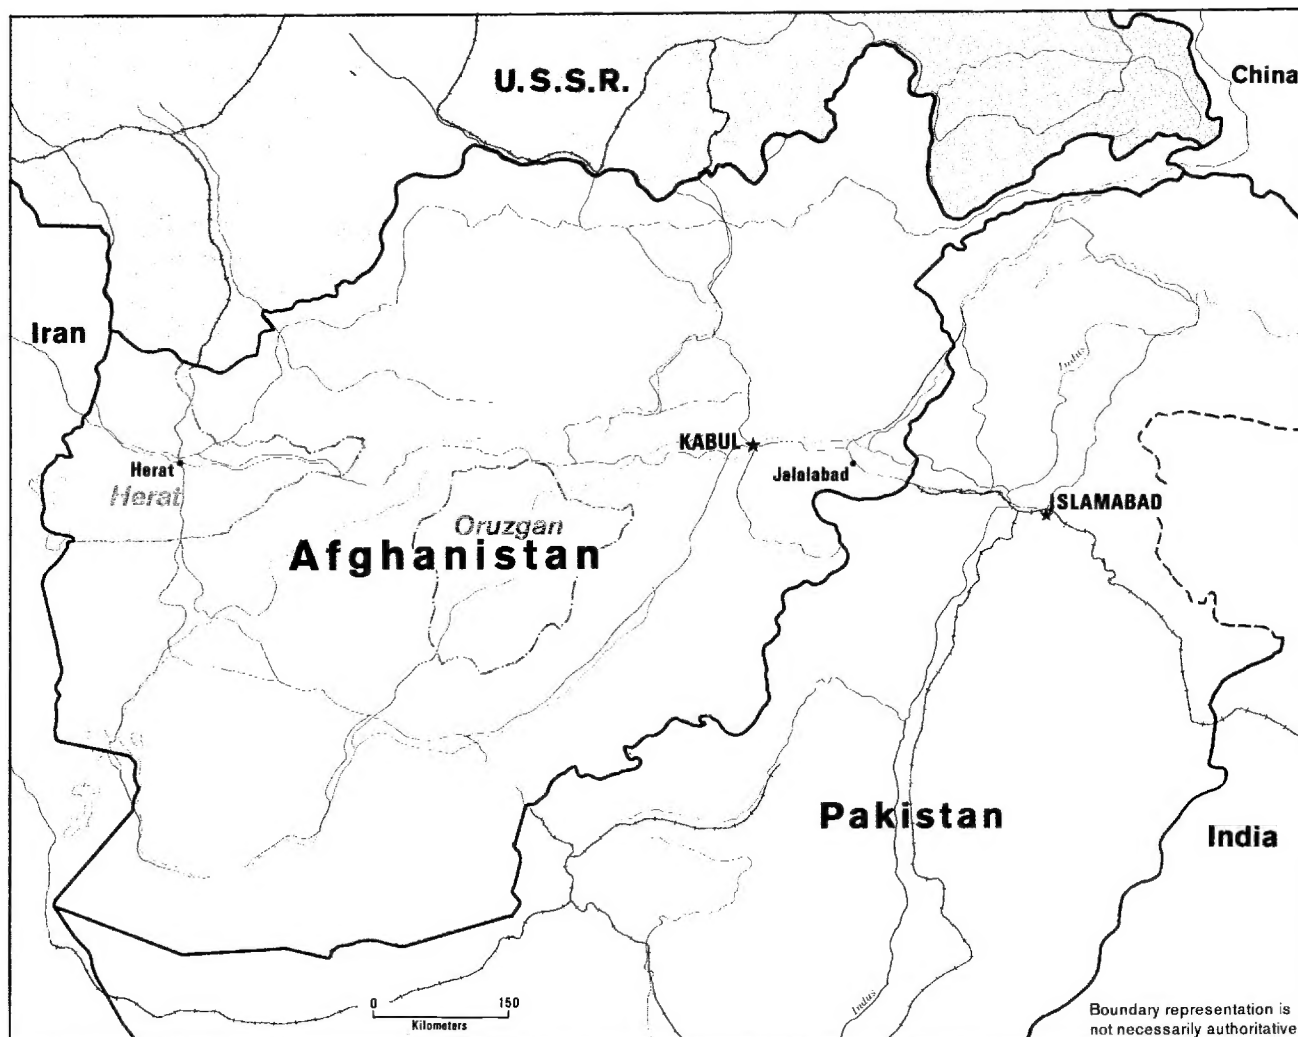 U.S.S.R.
China
Iran
Indus
KABUL
Herat
Jalalabad
Herat
ISLAMABAD
Oruzgan
Afghanistan
Pakistan
India
0 150
Kilometers
Indus
Boundary representation is
not necessarily authoritative